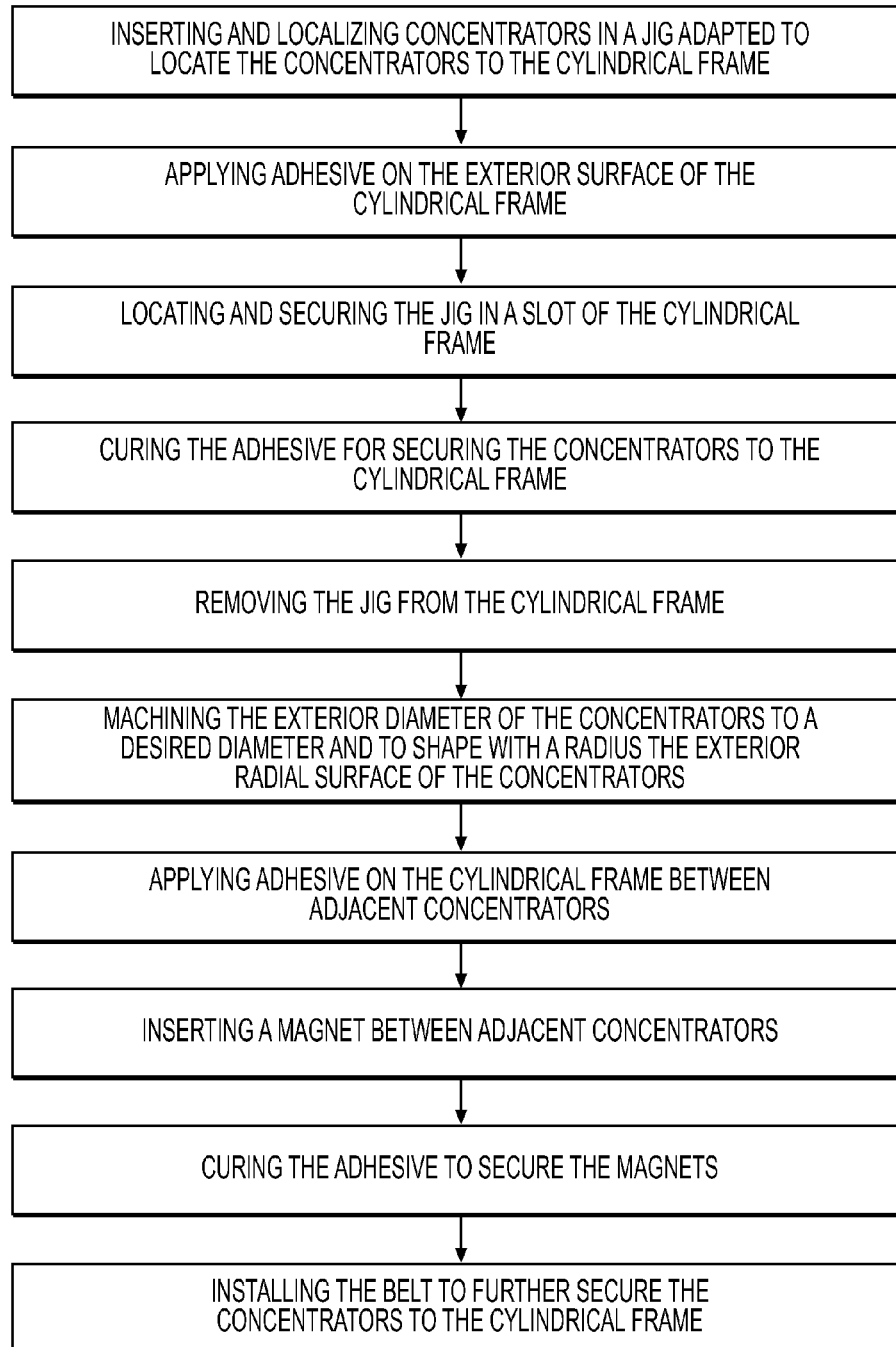 INSERTING AND LOCALIZING CONCENTRATORS IN A JIG ADAPTED TO
LOCATE THE CONCENTRATORS TO THE CYLINDRICAL FRAME
APPLYING ADHESIVE ON THE EXTERIOR SURFACE OF THE
CYLINDRICAL FRAME
LOCATING AND SECURING THE JIG IN A SLOT OF THE CYLINDRICAL
FRAME
CURING THE ADHESIVE FOR SECURING THE CONCENTRATORS TO THE
CYLINDRICAL FRAME
REMOVING THE JIG FROM THE CYLINDRICAL FRAME
MACHINING THE EXTERIOR DIAMETER OF THE CONCENTRATORS TO A
DESIRED DIAMETER AND TO SHAPE WITH A RADIUS THE EXTERIOR
RADIAL SURFACE OF THE CONCENTRATORS
APPLYING ADHESIVE ON THE CYLINDRICAL FRAME BETWEEN
ADJACENT CONCENTRATORS
INSERTING A MAGNET BETWEEN ADJACENT CONCENTRATORS
CURING THE ADHESIVE TO SECURE THE MAGNETS
INSTALLING THE BELT TO FURTHER SECURE THE
CONCENTRATORS TO THE CYLINDRICAL FRAME